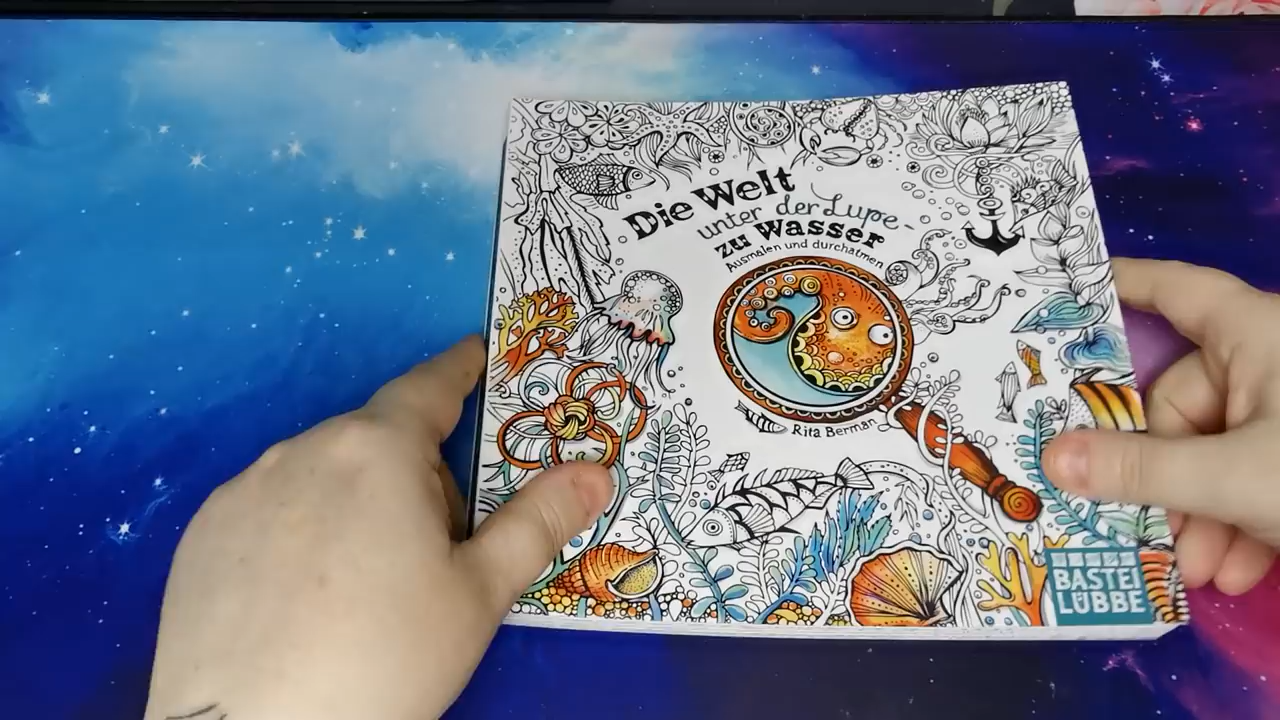 Die Welt
unter der Lupe-
zu Wasser
Ausmalen und durchatmen
Rita Berman
BASTEI
LÜBBE